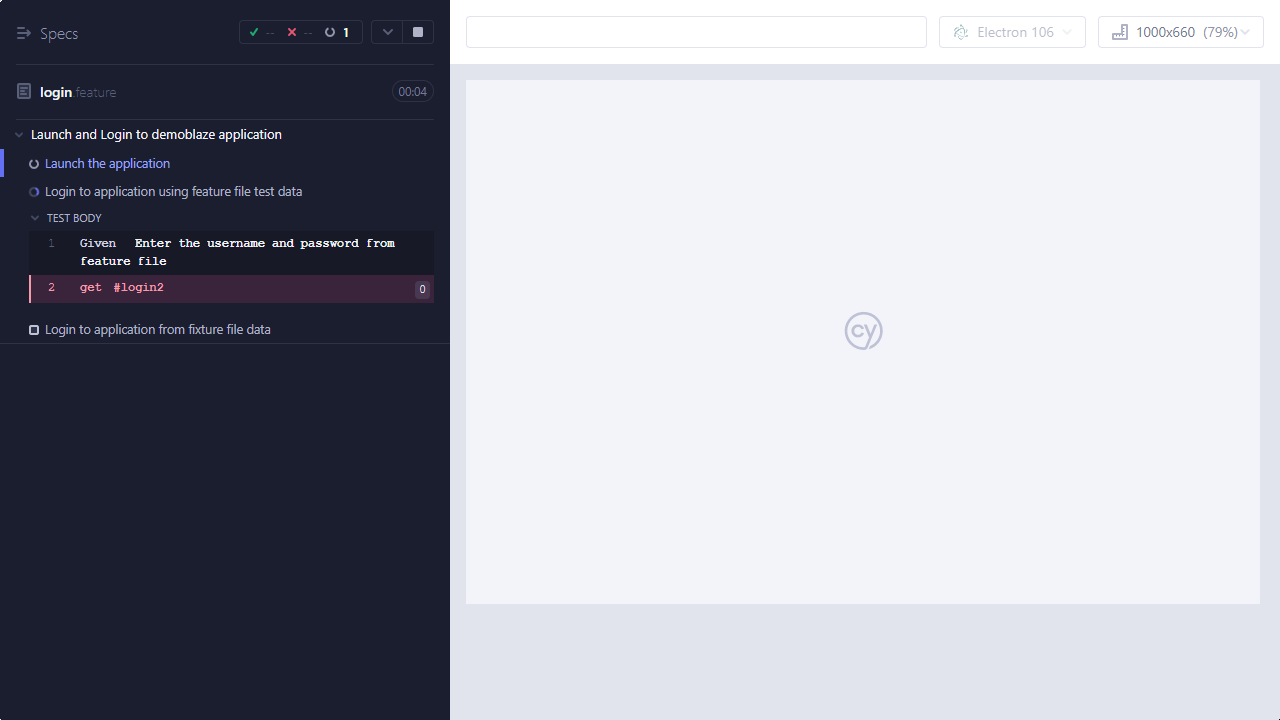 Specs
-- -- 1
Electron 106
1000x660 (79%)
login.feature
00:04
Launch and Login to demoblaze application
Launch the application
Login to application using feature file test data
TEST BODY
1 Given Enter the username and password from
feature file
2 get #login2 0
Login to application from fixture file data
cy